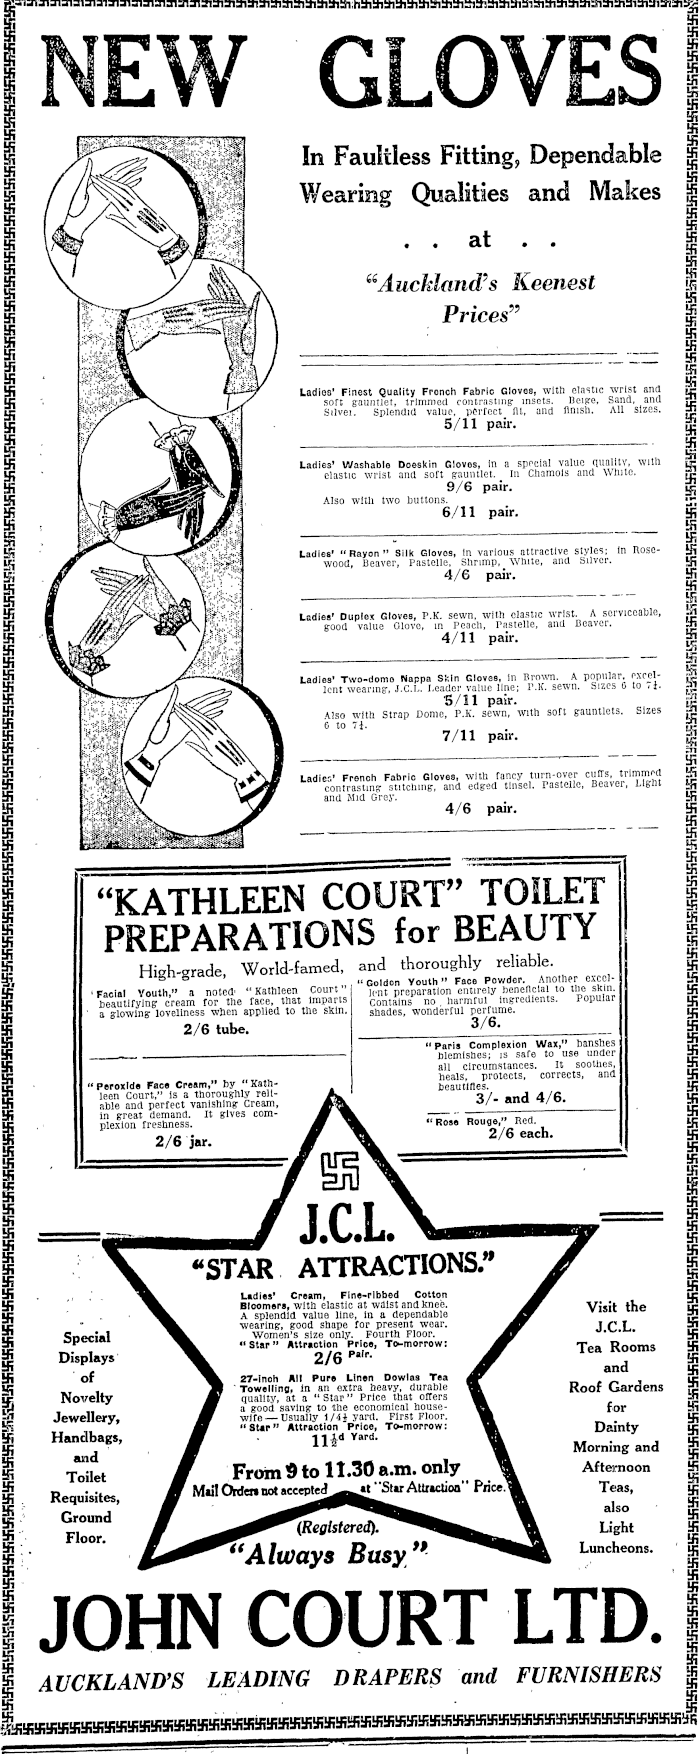 NEW GLOVES
In Faultless Fitting, Dependable
Wearing Qualities and Makes
. . at . .
“Auckland's Keenest
Prices”
Ladies' Finest Quality French Fabric Gloves, with elastic wrist and
soft gauntlet, trimmed contrasting insets. Beige, Sand, and
Silver. Splendid value, perfect fit, and finish. All sizes.
5/11 pair.
Ladies' Washable Doeskin Gloves, in a special value quality, with
elastic wrist and soft gauntlet. In Chamois and White.
9/6 pair.
Also with two buttons.
6/11 pair.
Ladies' “Rayon” Silk Gloves, in various attractive styles; in Rose-
wood, Beaver, Pastelle, Shrimp, White, and Silver.
4/6 pair.
Ladies' Duplex Gloves, P.K. sewn, with elastic wrist. A serviceable,
good value Glove, in Peach, Pastelle, and Beaver.
4/11 pair.
Ladies' Two-dome Nappa Skin Gloves, in Brown. A popular, excel-
lent wearing, J.C.L. Leader value line; P.K. sewn. Sizes 6 to 7¼.
5/11 pair.
Also with Strap Dome, P.K. sewn, with soft gauntlets. Sizes
6 to 7¼.
7/11 pair.
Ladies' French Fabric Gloves, with fancy turn-over cuffs, trimmed
contrasting stitching, and edged tinsel. Pastelle, Beaver, Light
and Mid Grey.
4/6 pair.
“KATHLEEN COURT” TOILET
PREPARATIONS for BEAUTY
High-grade, World-famed, and thoroughly reliable.
“Facial Youth,” a noted “Kathleen Court”
beautifying cream for the face, that imparts
a glowing loveliness when applied to the skin.
2/6 tube.
“Peroxide Face Cream,” by “Kath-
leen Court,” is a thoroughly reli-
able and perfect vanishing Cream,
in great demand. It gives com-
plexion freshness.
2/6 jar.
“Golden Youth” Face Powder. Another excel-
lent preparation entirely beneficial to the skin.
Contains no harmful ingredients. Popular
shades, wonderful perfume.
3/6.
“Paris Complexion Wax,” banshes
blemishes; is safe to use under
all circumstances. It soothes,
heals, protects, corrects, and
beautifies.
3/- and 4/6.
“Rose Rouge,” Red.
2/6 each.
J.C.L.
“STAR ATTRACTIONS.”
Ladies' Cream, Fine-ribbed Cotton
Bloomers, with elastic at waist and knee.
A splendid value line, in a dependable
wearing, good shape for present wear.
Women's size only. Fourth Floor.
“Star” Attraction Price, To-morrow:
2/6 Pair.
27-inch All Pure Linen Dowlas Tea
Towelling, in an extra heavy, durable
quality, at a “Star” Price that offers
a good saving to the economical house-
wife — Usually 1/4½ yard. First Floor.
“Star” Attraction Price, To-morrow:
11½d Yard.
From 9 to 11.30 a.m. only
Mail Orders not accepted at “Star Attraction” Price.
(Registered).
“Always Busy”
Special
Displays
of
Novelty
Jewellery,
Handbags,
and
Toilet
Requisites,
Ground
Floor.
Visit the
J.C.L.
Tea Rooms
and
Roof Gardens
for
Dainty
Morning and
Afternoon
Teas,
also
Light
Luncheons.
JOHN COURT LTD.
AUCKLAND'S LEADING DRAPERS and FURNISHERS